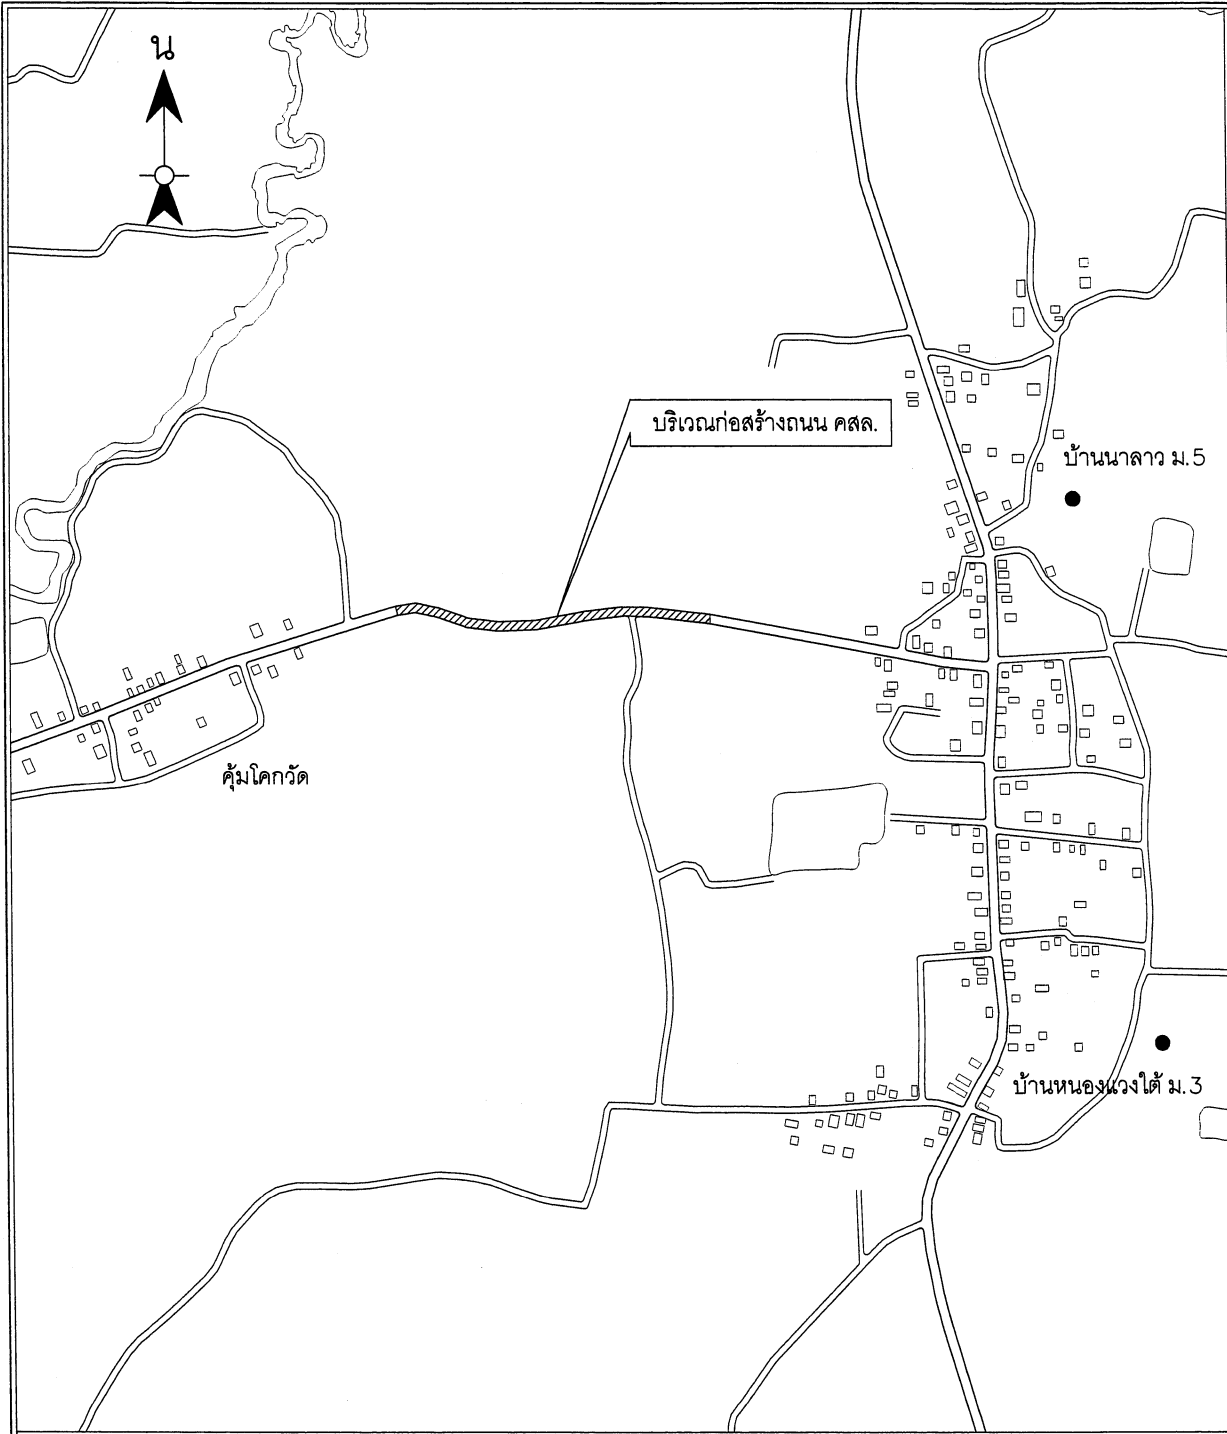 น
บริเวณก่อสร้างถนน คสล.
บ้านนาลาว ม.5
คุ้มโคกวัด
บ้านหนองแวงใต้ ม.3